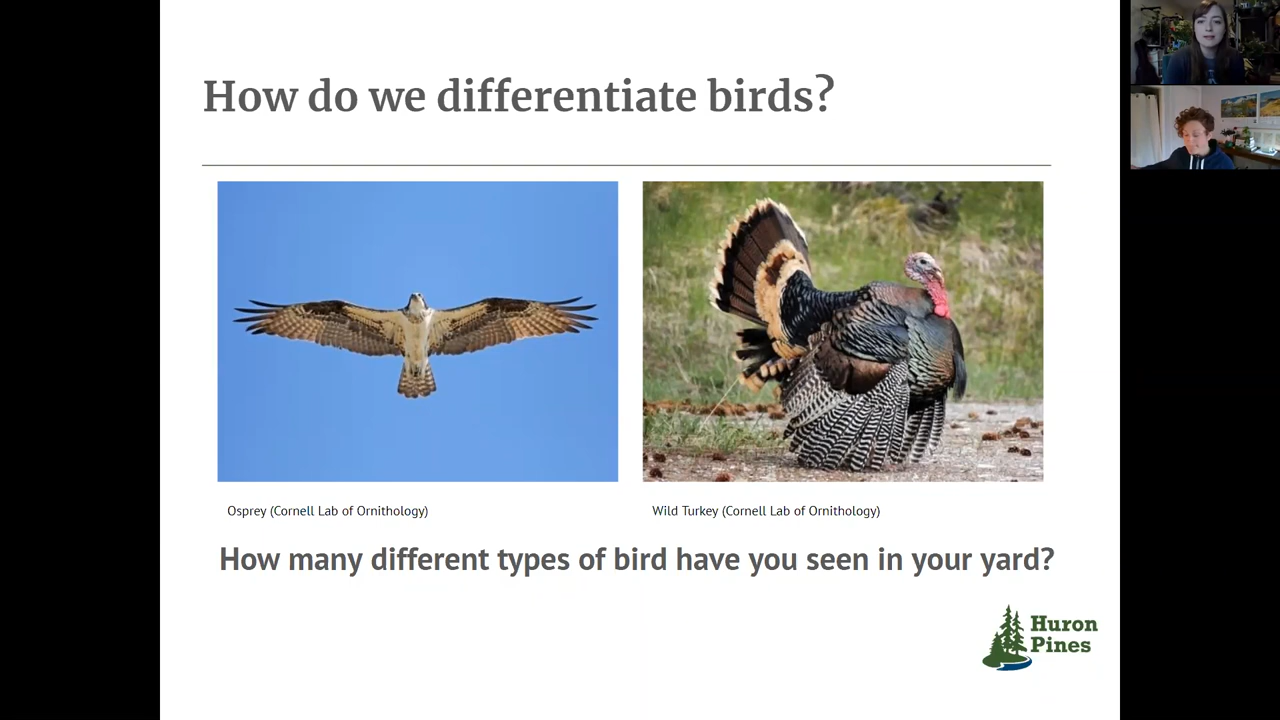 How do we differentiate birds?
Osprey (Cornell Lab of Ornithology)
Wild Turkey (Cornell Lab of Ornithology)
How many different types of bird have you seen in your yard?
Huron
Pines